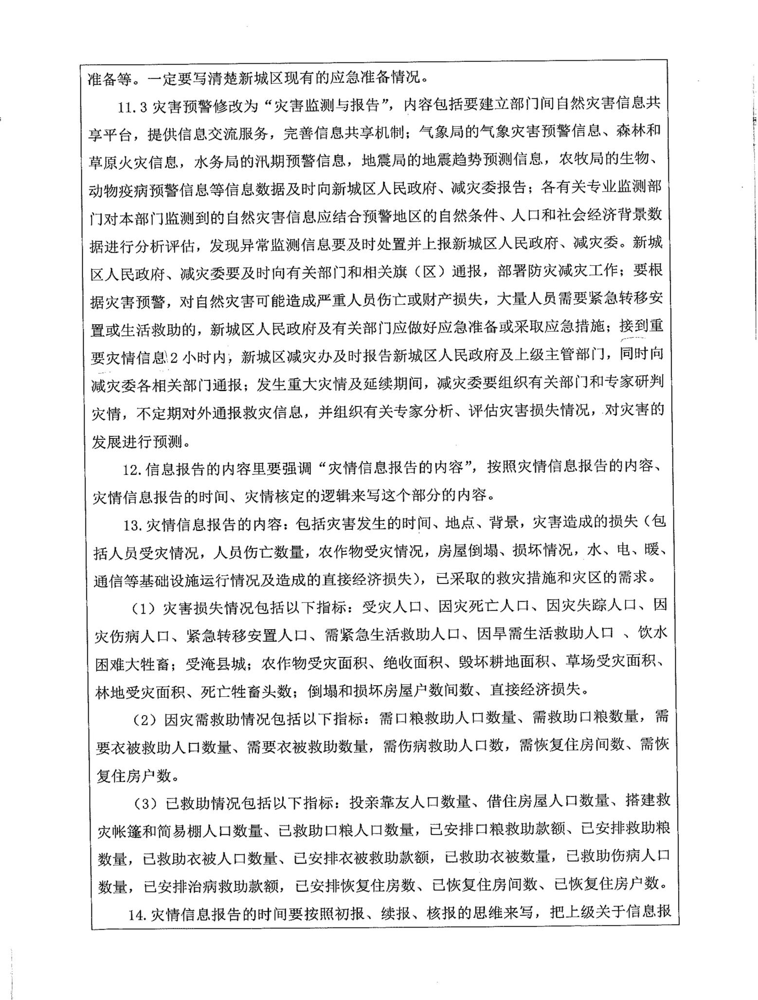 准备等。一定要写清楚新城区现有的应急准备情况。
11.3 灾害预警修改为“灾害监测与报告”，内容包括要建立部门间自然灾害信息共
享平台，提供信息交流服务，完善信息共享机制；气象局的气象灾害预警信息、森林和
草原火灾信息，水务局的汛期预警信息，地震局的地震趋势预测信息，农牧局的生物、
动物疫病预警信息等信息数据及时向新城区人民政府、减灾委报告；各有关专业监测部
门对本部门监测到的自然灾害信息应结合预警地区的自然条件、人口和社会经济背景数
据进行分析评估，发现异常监测信息要及时处置并上报新城区人民政府、减灾委。新城
区人民政府、减灾委要及时向有关部门和相关旗（区）通报，部署防灾减灾工作；要根
据灾害预警，对自然灾害可能造成严重人员伤亡或财产损失，大量人员需要紧急转移安
置或生活救助的，新城区人民政府及有关部门应做好应急准备或采取应急措施；接到重
要灾情信息2 小时内，新城区减灾办及时报告新城区人民政府及上级主管部门，同时向
减灾委各相关部门通报；发生重大灾情及延续期间，减灾委要组织有关部门和专家研判
灾情，不定期对外通报救灾信息，并组织有关专家分析、评估灾害损失情况，对灾害的
发展进行预测。
12.信息报告的内容里要强调“灾情信息报告的内容”，按照灾情信息报告的内容、
灾情信息报告的时间、灾情核定的逻辑来写这个部分的内容。
13.灾情信息报告的内容：包括灾害发生的时间、地点、背景，灾害造成的损失（包
括人员受灾情况，人员伤亡数量，农作物受灾情况，房屋倒塌、损坏情况，水、电、暖、
通信等基础设施运行情况及造成的直接经济损失），已采取的救灾措施和灾区的需求。
（1）灾害损失情况包括以下指标：受灾人口、因灾死亡人口、因灾失踪人口、因
灾伤病人口、紧急转移安置人口、需紧急生活救助人口、因旱需生活救助人口 、饮水
困难大牲畜；受淹县城；农作物受灾面积、绝收面积、毁坏耕地面积、草场受灾面积、
林地受灾面积、死亡牲畜头数；倒塌和损坏房屋户数间数、直接经济损失。
（2）因灾需救助情况包括以下指标：需口粮救助人口数量、需救助口粮数量，需
要衣被救助人口数量、需要衣被救助数量，需伤病救助人口数，需恢复住房间数、需恢
复住房户数。
（3）已救助情况包括以下指标：投亲靠友人口数量、借住房屋人口数量、搭建救
灾帐篷和简易棚人口数量、已救助口粮人口数量，已安排口粮救助款额、已安排救助粮
数量，已救助衣被人口数量、已安排衣被救助款额，已救助衣被数量，已救助伤病人口
数量，已安排治病救助款额，已安排恢复住房数、已恢复住房间数、已恢复住房户数。
14.灾情信息报告的时间要按照初报、续报、核报的思维来写，把上级关于信息报